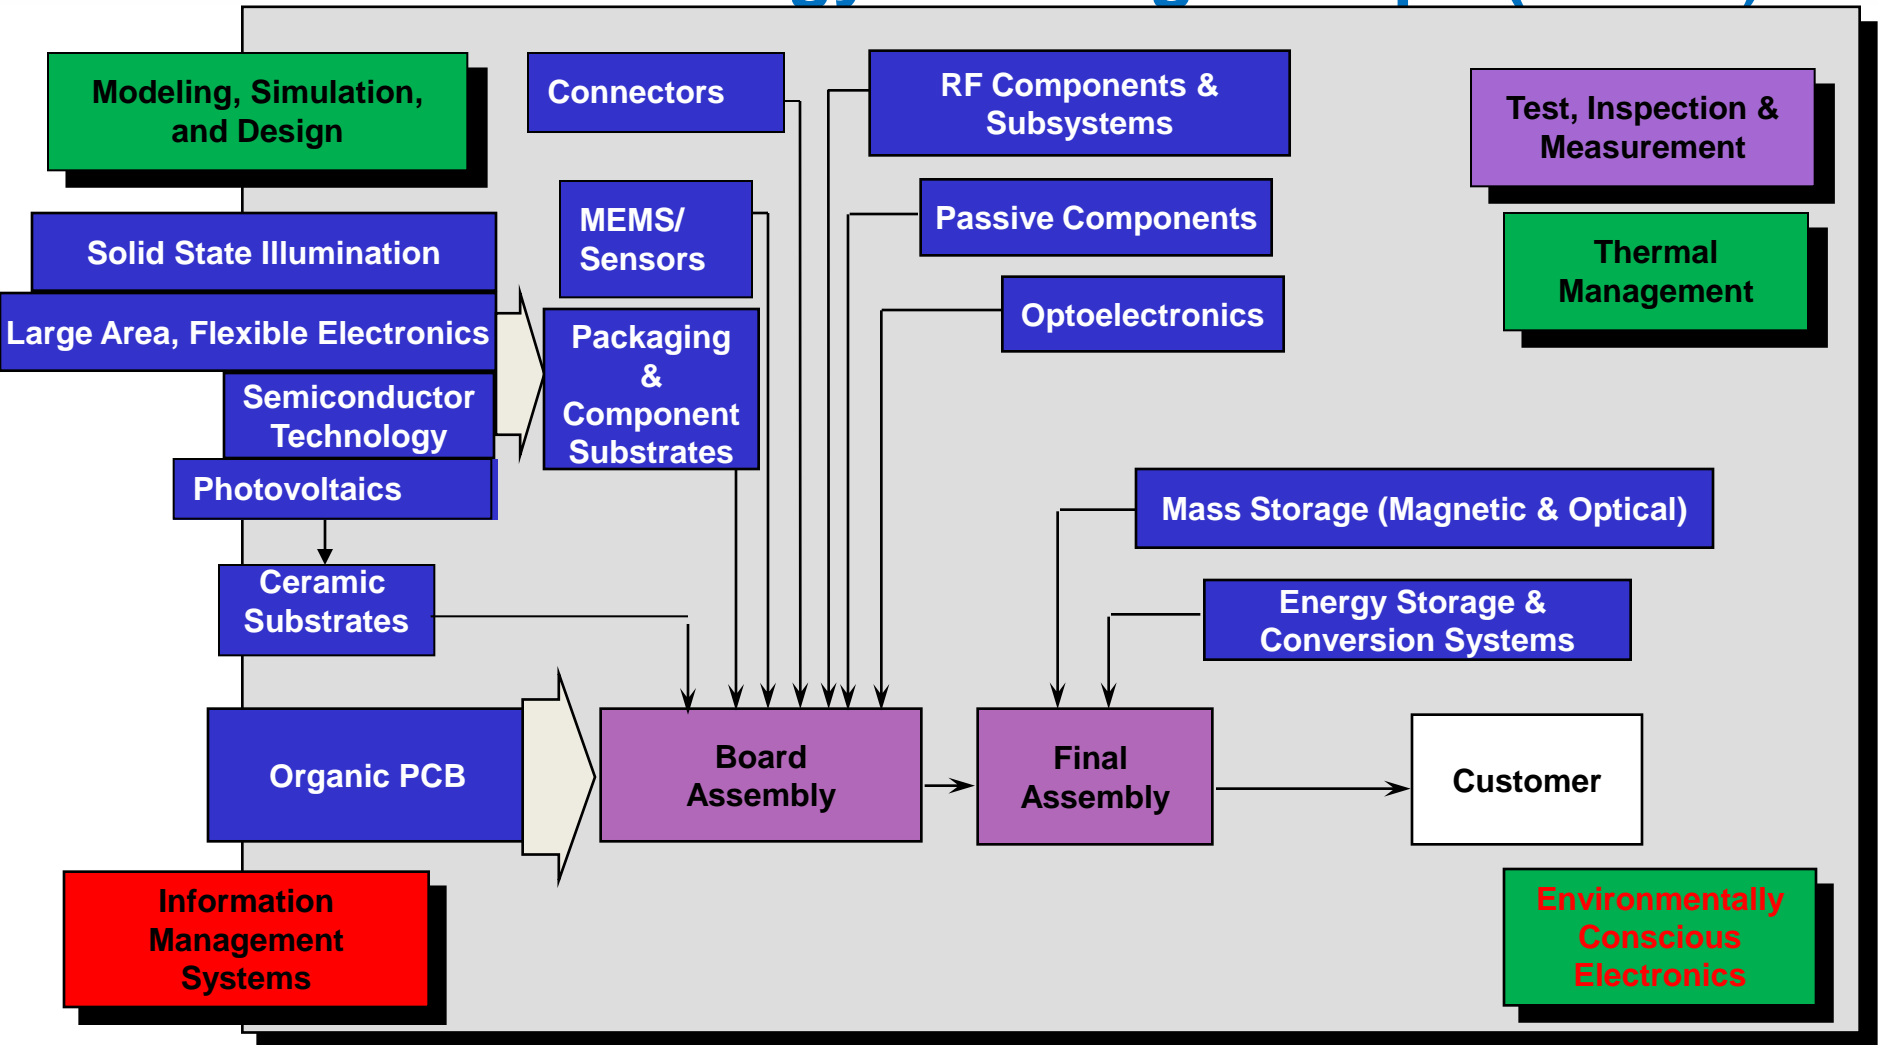 Modeling, Simulation,
and Design
Connectors
RF Components &
Subsystems
Test, Inspection &
Measurement
Solid State Illumination
MEMS/
Sensors
Passive Components
Thermal
Management
Large Area, Flexible Electronics
Packaging
&
Component
Substrates
Optoelectronics
Semiconductor
Technology
Photovoltaics
Mass Storage (Magnetic & Optical)
Ceramic
Substrates
Energy Storage &
Conversion Systems
Organic PCB
Board
Assembly
Final
Assembly
Customer
Information
Management
Systems
Environmentally
Conscious
Electronics